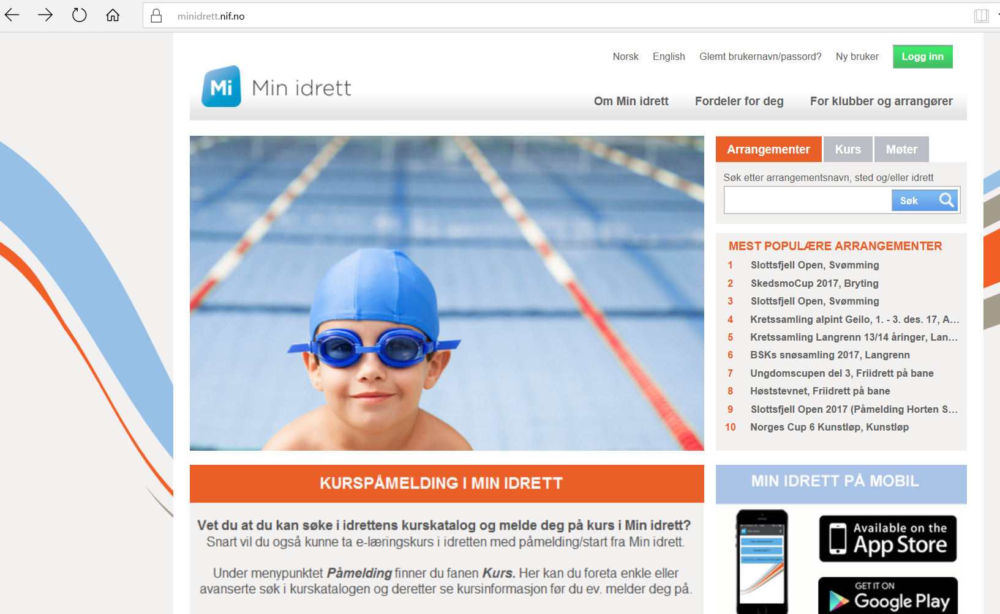 minidrett.nif.no
Norsk English Glemt brukernavn/passord? Ny bruker Logg inn
Mi Min idrett
Om Min idrett Fordeler for deg For klubber og arrangører
Arrangementer Kurs Møter
Søk etter arrangementsnavn, sted og/eller idrett
Søk
MEST POPULÆRE ARRANGEMENTER
1 Slottsfjell Open, Svømming
2 SkedsmoCup 2017, Bryting
3 Slottsfjell Open, Svømming
4 Kretssamling alpint Geilo, 1. - 3. des. 17, A...
5 Kretssamling Langrenn 13/14 åringer, Lan...
6 BSKs snøsamling 2017, Langrenn
7 Ungdomscupen del 3, Friidrett på bane
8 Høststevnet, Friidrett på bane
9 Slottsfjell Open 2017 (Påmelding Horten S...
10 Norges Cup 6 Kunstløp, Kunstløp
KURSPÅMELDING I MIN IDRETT
Vet du at du kan søke i idrettens kurskatalog og melde deg på kurs i Min idrett?
Snart vil du også kunne ta e-læringskurs i idretten med påmelding/start fra Min idrett.
Under menypunktet Påmelding finner du fanen Kurs. Her kan du foreta enkle eller
avanserte søk i kurskatalogen og deretter se kursinformasjon før du ev. melder deg på.
MIN IDRETT PÅ MOBIL
Available on the
App Store
GET IT ON
Google Play